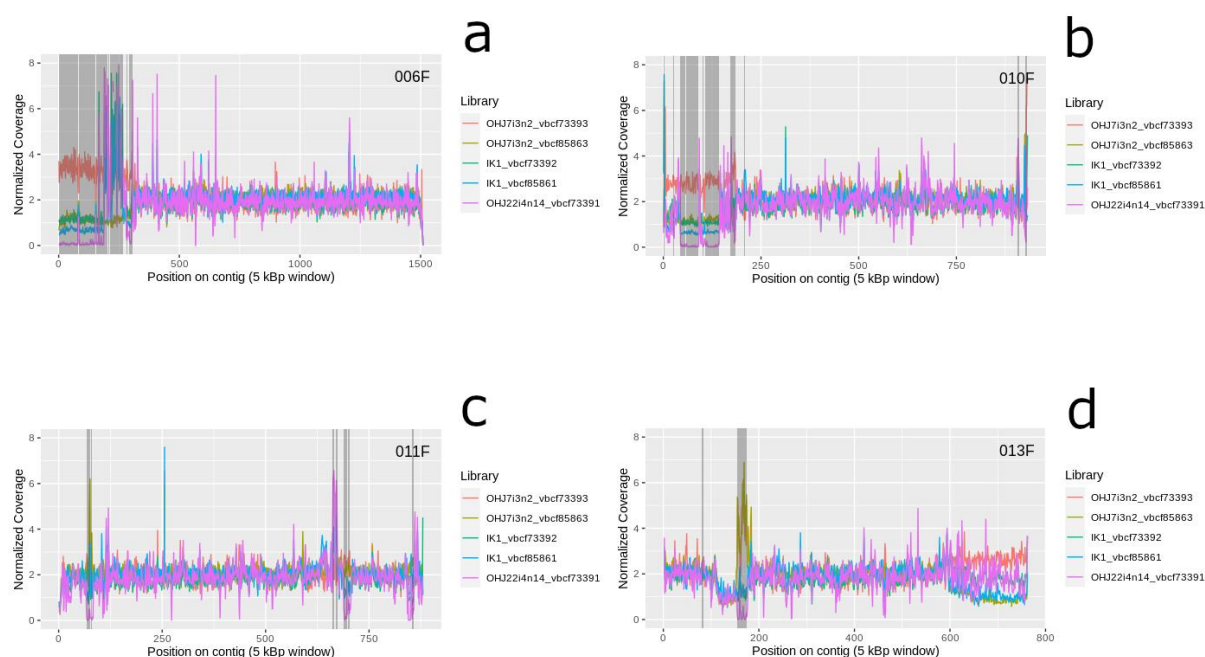 a
006F
Normalized Coverage
8
6
4
2
0
0
500
1000
1500
Position on contig (5 kBp window)
Library
OHJ7i3n2_vbcf73393
OHJ7i3n2_vbcf85863
IK1_vbcf73392
IK1_vbcf85861
OHJ22i4n14_vbcf73391
b
010F
Normalized Coverage
8
6
4
2
0
0
250
500
750
Position on contig (5 kBp window)
Library
OHJ7i3n2_vbcf73393
OHJ7i3n2_vbcf85863
IK1_vbcf73392
IK1_vbcf85861
OHJ22i4n14_vbcf73391
c
011F
Normalized Coverage
8
6
4
2
0
0
250
500
750
Position on contig (5 kBp window)
Library
OHJ7i3n2_vbcf73393
OHJ7i3n2_vbcf85863
IK1_vbcf73392
IK1_vbcf85861
OHJ22i4n14_vbcf73391
d
013F
Normalized Coverage
8
6
4
2
0
0
200
400
600
800
Position on contig (5 kBp window)
Library
OHJ7i3n2_vbcf73393
OHJ7i3n2_vbcf85863
IK1_vbcf73392
IK1_vbcf85861
OHJ22i4n14_vbcf73391